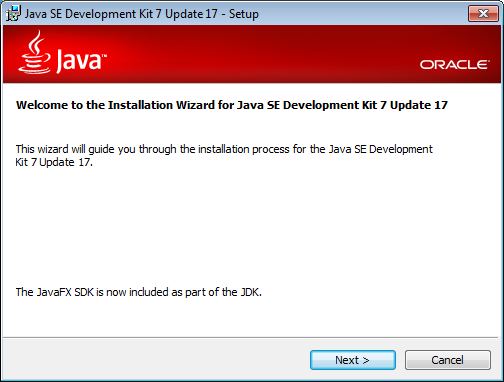 Java SE Development Kit 7 Update 17 - Setup
Java™
ORACLE®
Welcome to the Installation Wizard for Java SE Development Kit 7 Update 17
This wizard will guide you through the installation process for the Java SE Development
Kit 7 Update 17.
The JavaFX SDK is now included as part of the JDK.
Next >
Cancel